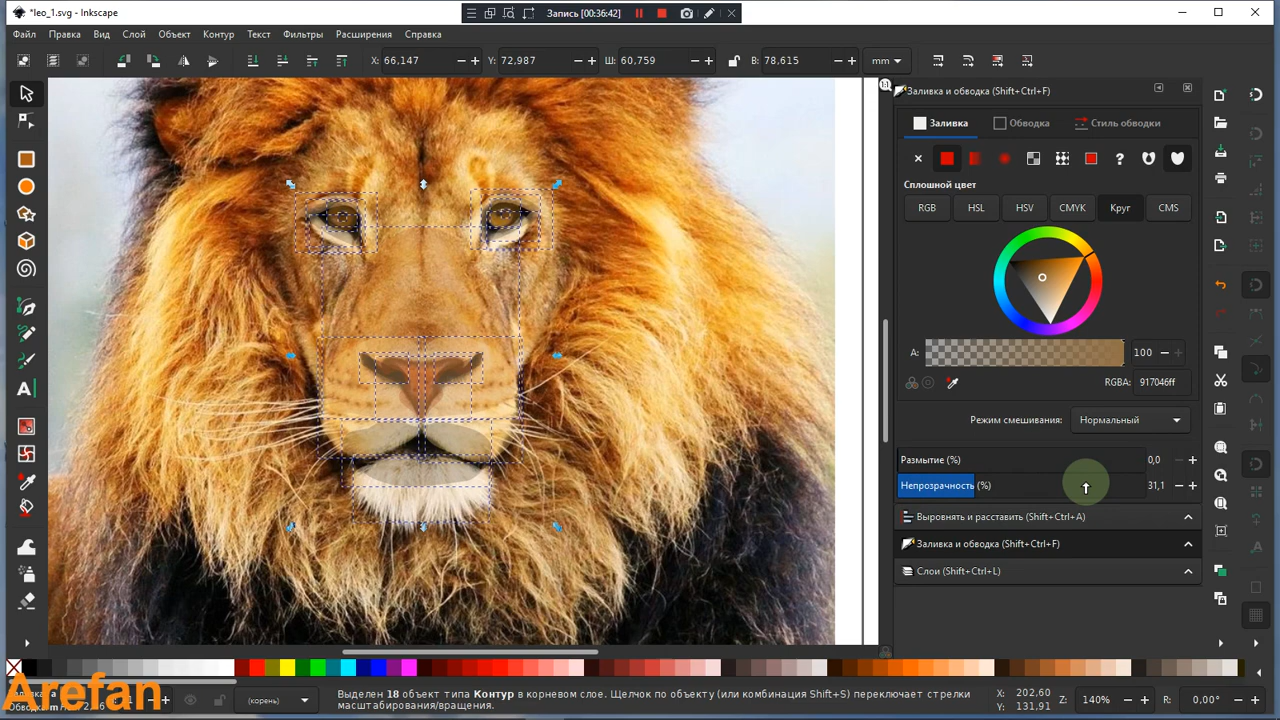 *leo_1.svg - Inkscape
Запись [00:36:42]
Файл Правка Вид Слой Объект Контур Текст Фильтры Расширения Справка
X: 66,147 Y: 72,987 Ш: 60,759 В: 78,615 mm
1:1
Заливка и обводка (Shift+Ctrl+F)
Заливка Обводка Стиль обводки
?
Сплошной цвет
RGB HSL HSV CMYK Круг CMS
A: 100
RGBA: 917046ff
Режим смешивания: Нормальный
Размытие (%) 0,0
Непрозрачность (%) 31,1
Выровнять и расставить (Shift+Ctrl+A)
Заливка и обводка (Shift+Ctrl+F)
Слои (Shift+Ctrl+L)
Arefan
(корень)
Выделен 18 объект типа Контур в корневом слое. Щелчок по объекту (или комбинация Shift+S) переключает стрелки
масштабирования/вращения.
X: 202,60
Y: 131,91
Z: 140%
R: 0,00°